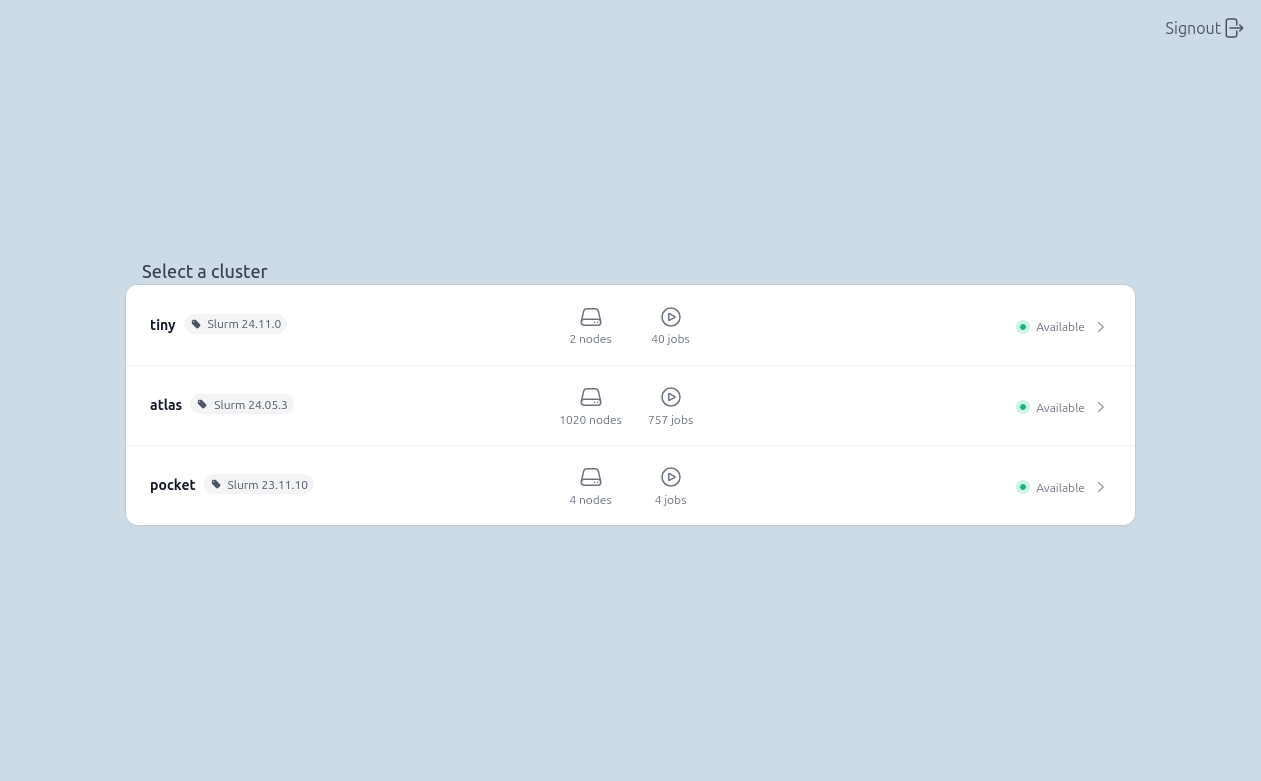 Signout
Select a cluster
tiny Slurm 24.11.0 2 nodes 40 jobs Available
atlas Slurm 24.05.3 1020 nodes 757 jobs Available
pocket Slurm 23.11.10 4 nodes 4 jobs Available